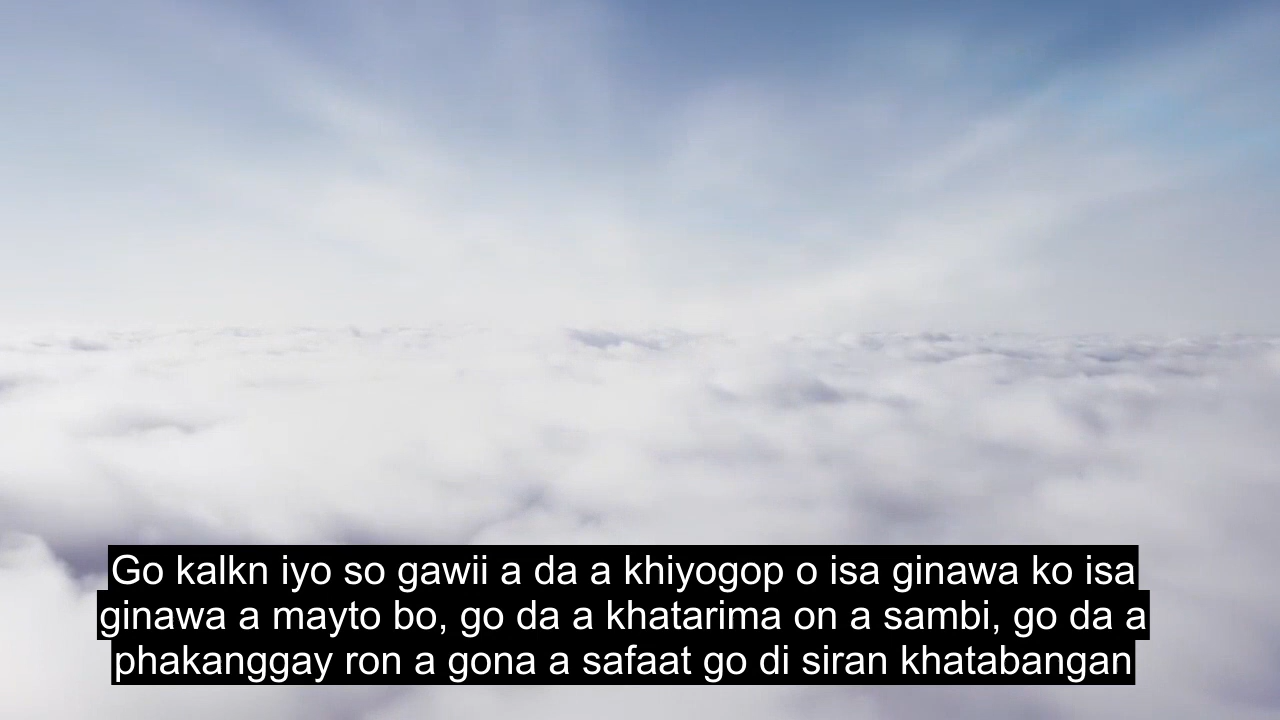 Go kalkn iyo so gawii a da a khiyogop o isa ginawa ko isa
ginawa a mayto bo, go da a khatarima on a sambi, go da a
phakanggay ron a gona a safaat go di siran khatabangan